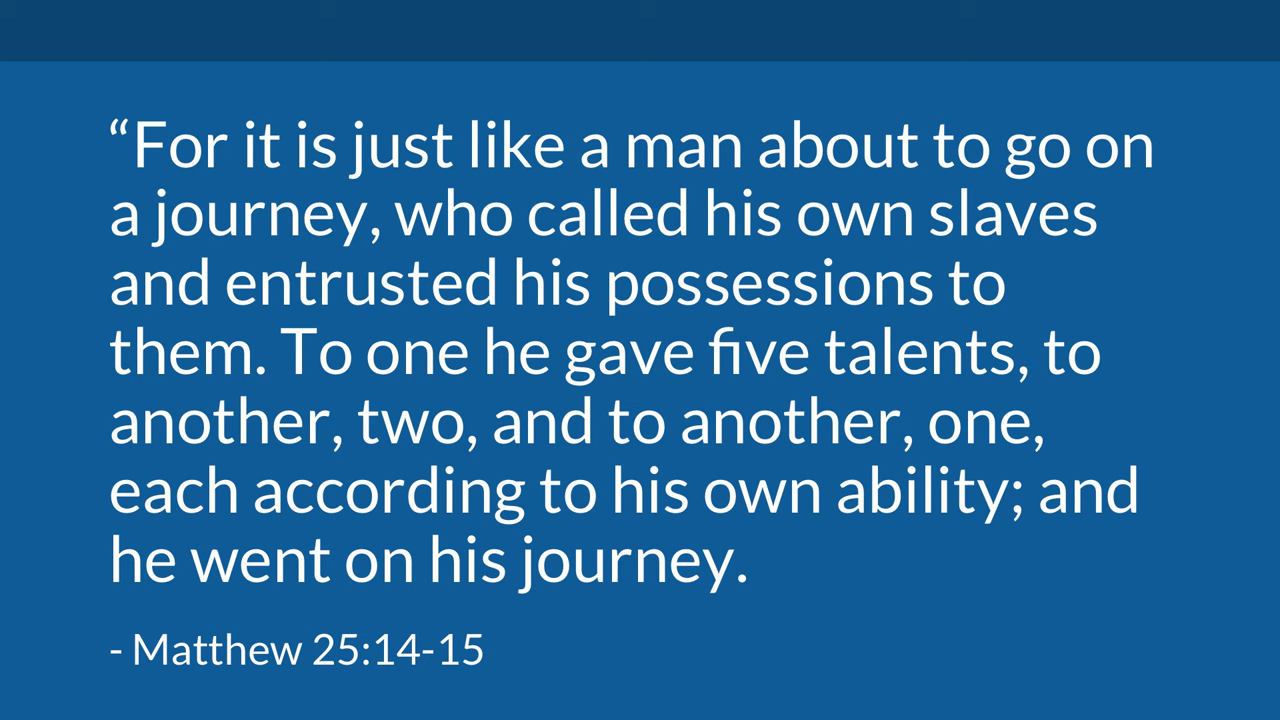 “For it is just like a man about to go on
a journey, who called his own slaves
and entrusted his possessions to
them. To one he gave five talents, to
another, two, and to another, one,
each according to his own ability; and
he went on his journey.
- Matthew 25:14-15